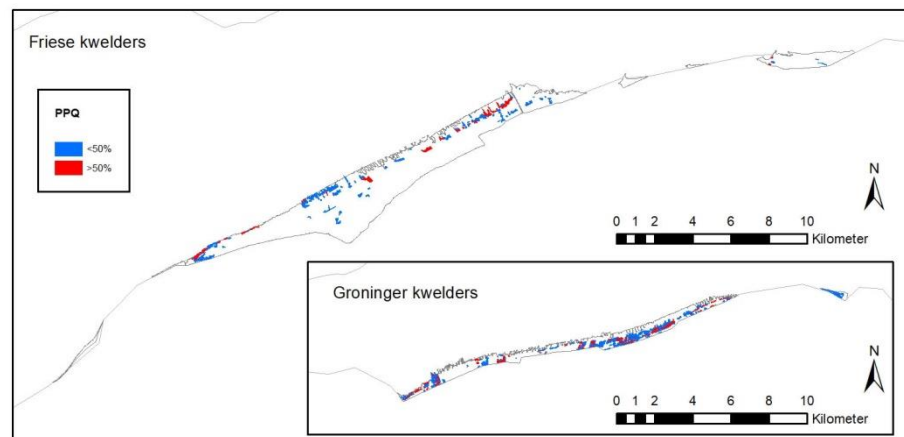 Friese kwelders
PPQ
<50%
>50%
N
0 1 2 4 6 8 10
Kilometer
Groninger kwelders
N
0 1 2 4 6 8 10
Kilometer